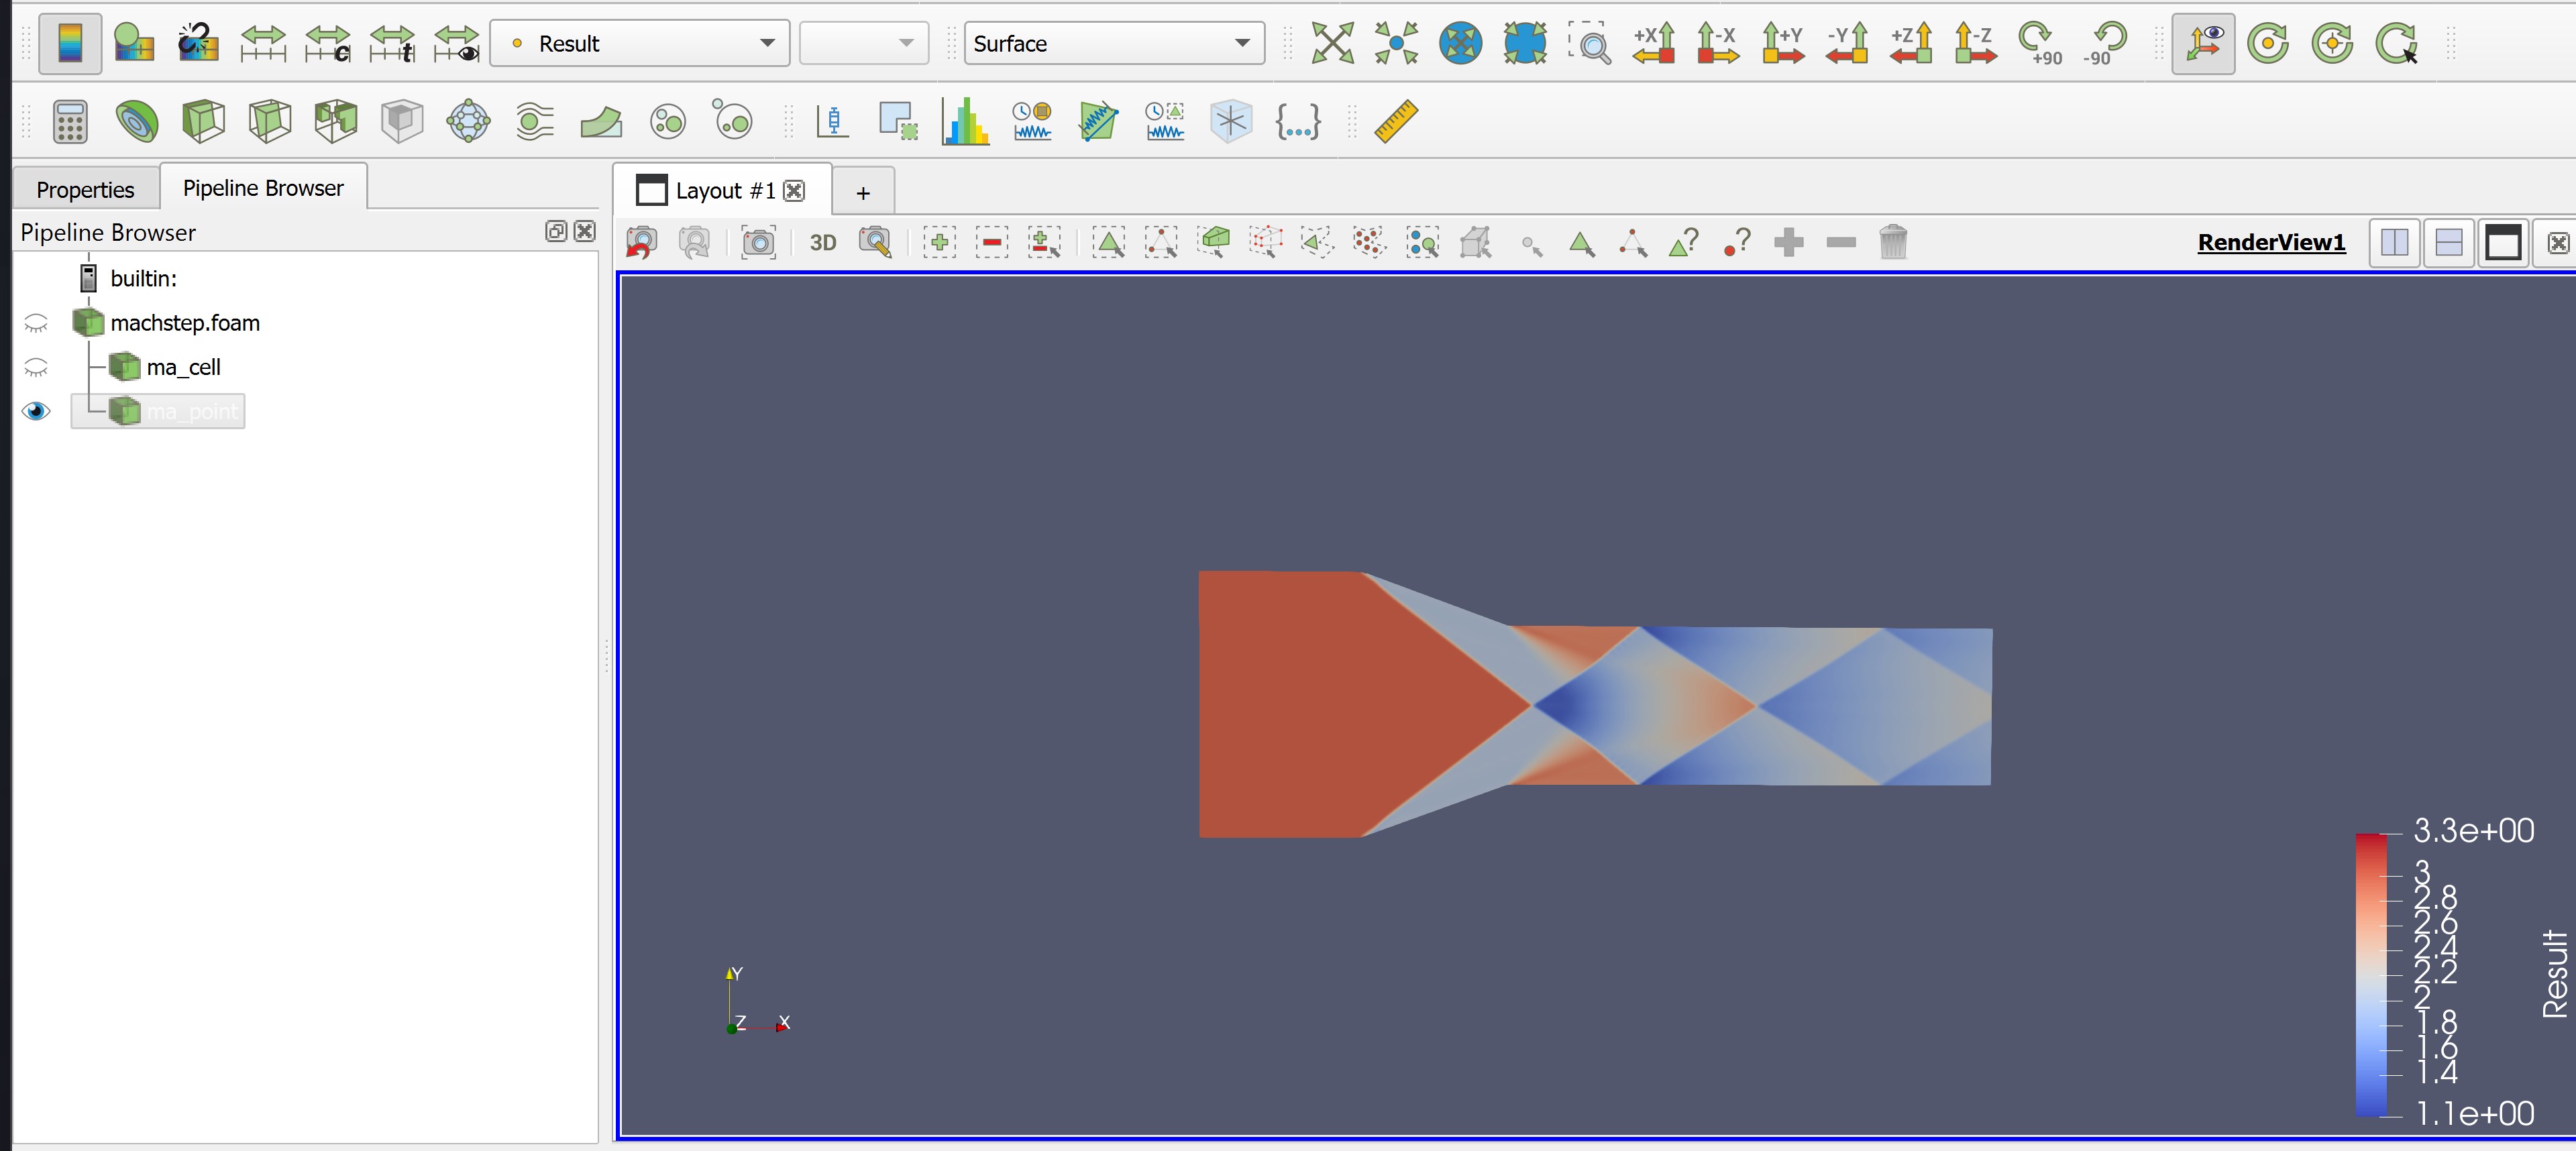 c
t
Result
Surface
+X
-X
+Y
-Y
+Z
-Z
+90
-90
{...}
Properties
Pipeline Browser
Layout #1
+
Pipeline Browser
3D
?
?
RenderView1
builtin:
machstep.foam
ma_cell
ma_point
3.3e+00
3
2.8
2.6
2.4
2.2
2
1.8
1.6
1.4
1.1e+00
Result
Y
Z
X